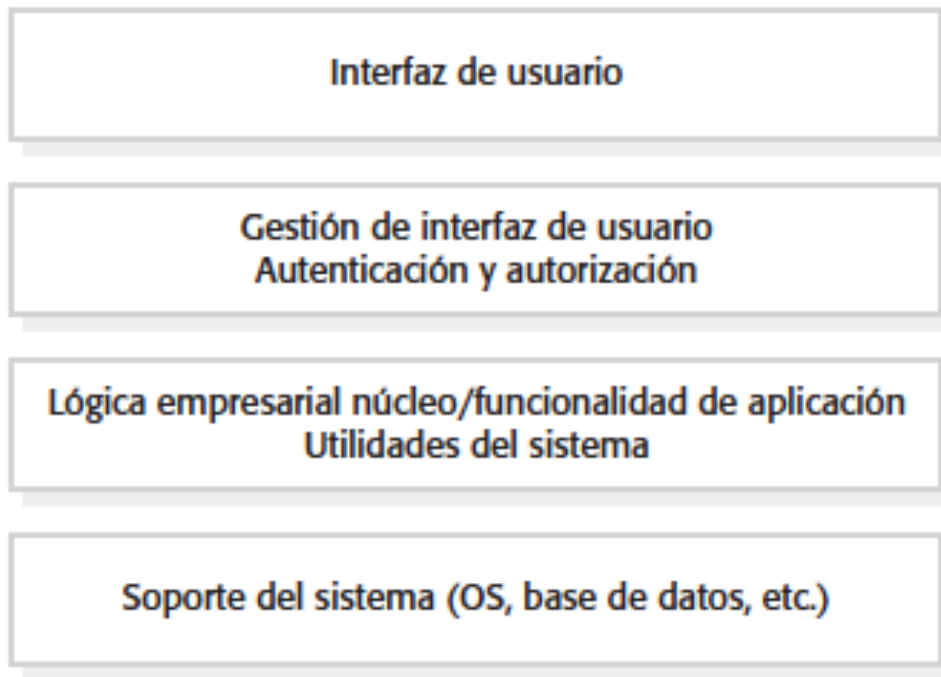 Interfaz de usuario
Gestión de interfaz de usuario
Autenticación y autorización
Lógica empresarial núcleo/funcionalidad de aplicación
Utilidades del sistema
Soporte del sistema (OS, base de datos, etc.)